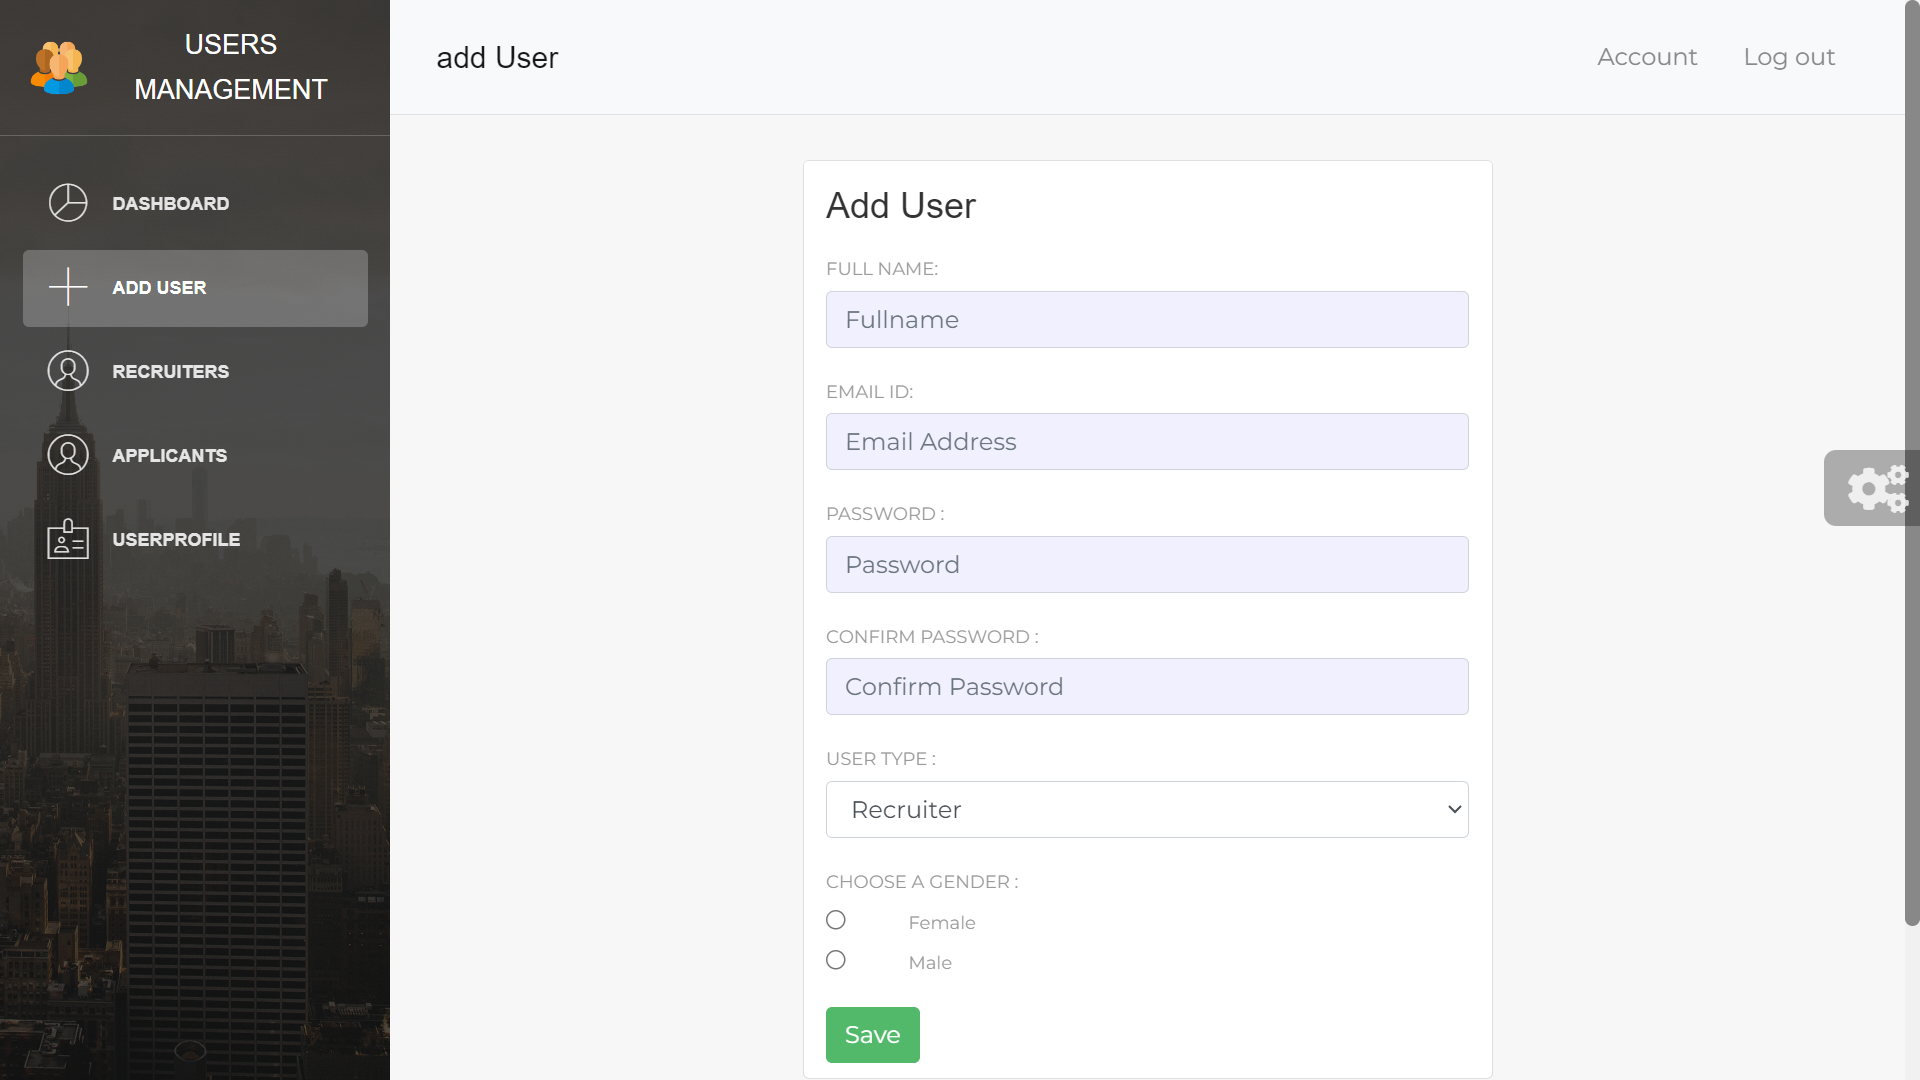 USERS
MANAGEMENT
DASHBOARD
ADD USER
RECRUITERS
APPLICANTS
USERPROFILE
add User
Account
Log out
Add User
FULL NAME:
Fullname
EMAIL ID:
Email Address
PASSWORD :
Password
CONFIRM PASSWORD :
Confirm Password
USER TYPE :
Recruiter
CHOOSE A GENDER :
Female
Male
Save